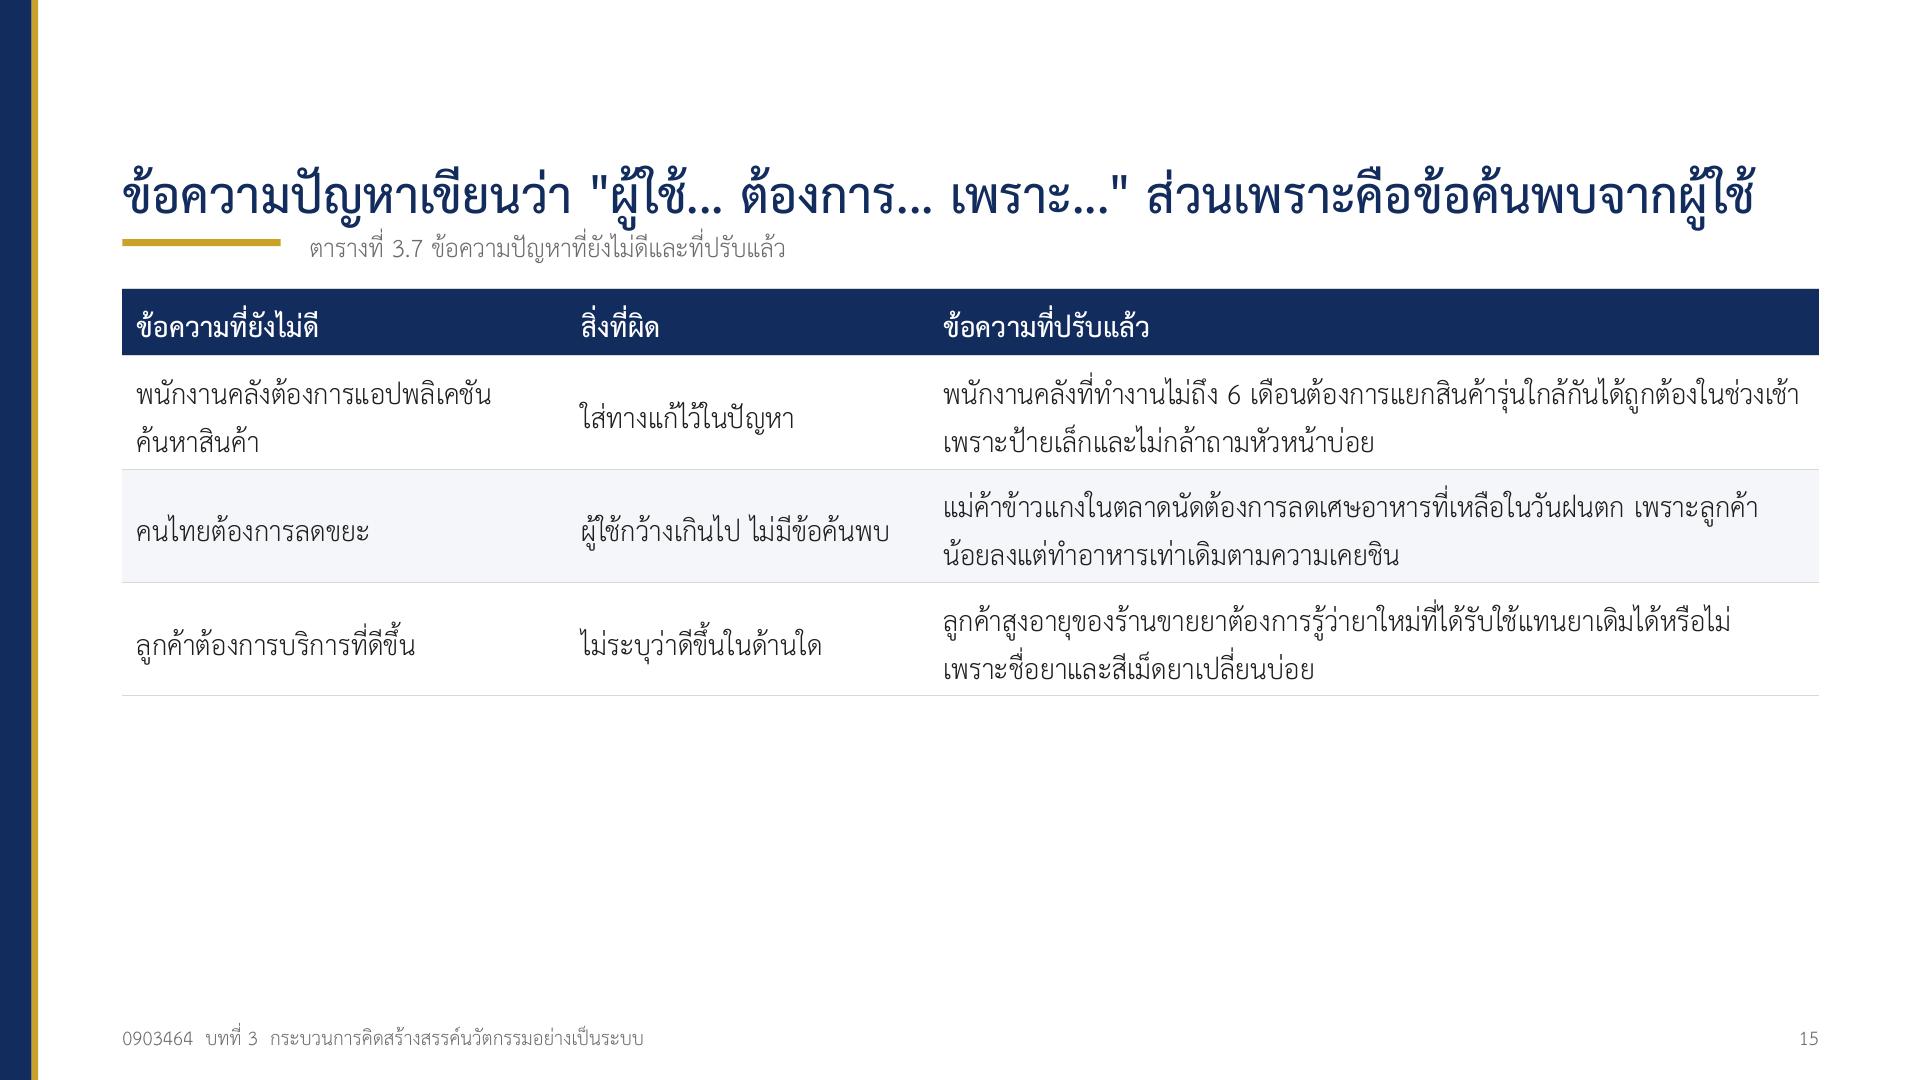 ข้อความปัญหาเขียนว่า "ผู้ใช้... ต้องการ... เพราะ..." ส่วนเพราะคือข้อค้นพบจากผู้ใช้
ตารางที่ 3.7 ข้อความปัญหาที่ยังไม่ดีและที่ปรับแล้ว
ข้อความที่ยังไม่ดี สิ่งที่ผิด ข้อความที่ปรับแล้ว
พนักงานคลังต้องการแอปพลิเคชัน
ค้นหาสินค้า
ใส่ทางแก้ไว้ในปัญหา
พนักงานคลังที่ทำงานไม่ถึง 6 เดือนต้องการแยกสินค้ารุ่นใกล้กันได้ถูกต้องในช่วงเช้า
เพราะป้ายเล็กและไม่กล้าถามหัวหน้าบ่อย
คนไทยต้องการลดขยะ
ผู้ใช้กว้างเกินไป ไม่มีข้อค้นพบ
แม่ค้าข้าวแกงในตลาดนัดต้องการลดเศษอาหารที่เหลือในวันฝนตก เพราะลูกค้า
น้อยลงแต่ทำอาหารเท่าเดิมตามความเคยชิน
ลูกค้าต้องการบริการที่ดีขึ้น
ไม่ระบุว่าดีขึ้นในด้านใด
ลูกค้าสูงอายุของร้านขายยาต้องการรู้ว่ายาใหม่ที่ได้รับใช้แทนยาเดิมได้หรือไม่
เพราะชื่อยาและสีเม็ดยาเปลี่ยนบ่อย
0903464 บทที่ 3 กระบวนการคิดสร้างสรรค์นวัตกรรมอย่างเป็นระบบ
15